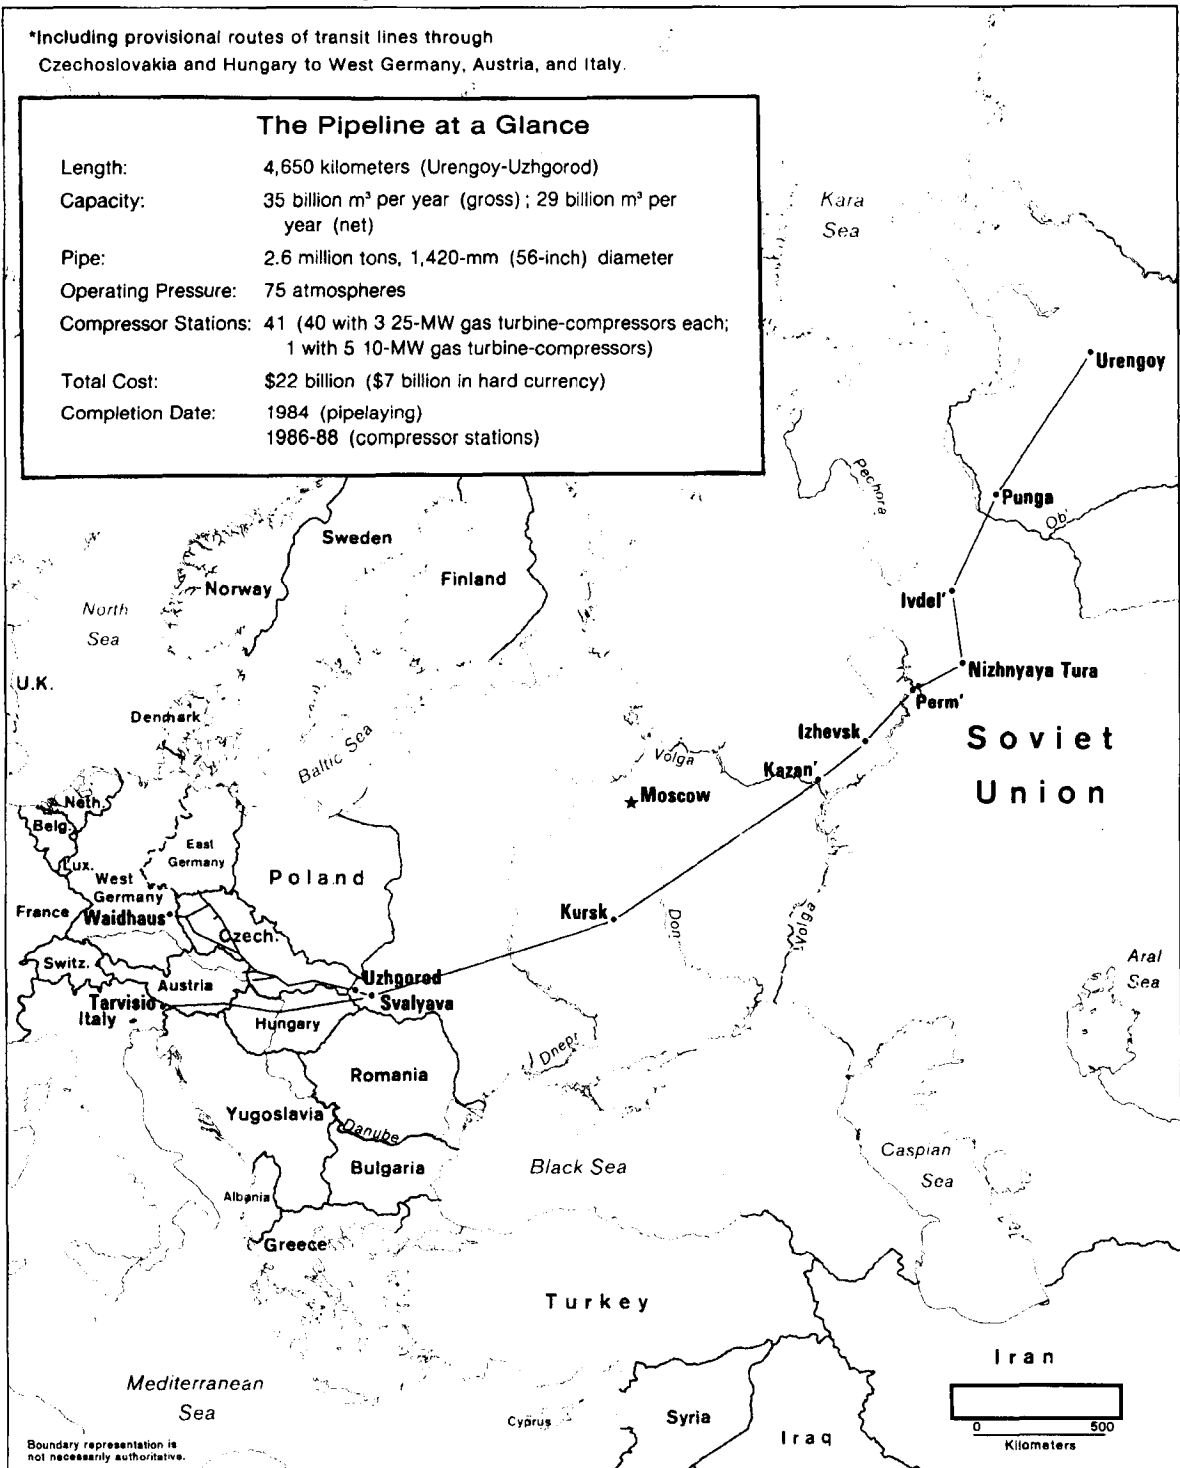 *Including provisional routes of transit lines through
Czechoslovakia and Hungary to West Germany, Austria, and Italy.
The Pipeline at a Glance
Length: 4,650 kilometers (Urengoy-Uzhgorod)
Capacity: 35 billion m³ per year (gross); 29 billion m³ per
year (net)
Pipe: 2.6 million tons, 1,420-mm (56-inch) diameter
Operating Pressure: 75 atmospheres
Compressor Stations: 41 (40 with 3 25-MW gas turbine-compressors each;
1 with 5 10-MW gas turbine-compressors)
Total Cost: $22 billion ($7 billion in hard currency)
Completion Date: 1984 (pipelaying)
1986-88 (compressor stations)
Kara
Sea
Urengoy
Pechora
Punga
Ob'
Sweden
Norway
Finland
North
Sea
Ivdel'
Nizhnyaya Tura
U.K.
Perm'
Denmark
Baltic Sea
Izhevsk
Soviet
Union
Volga
Kazan'
Moscow
Neth.
Belg.
East
Germany
Lux.
West
Germany
Poland
France
Waidhaus
Kursk
Don
Volga
Czech.
Switz.
Austria
Uzhgorod
Svalyava
Aral
Sea
Tarvisio
Italy
Hungary
Dnepr
Romania
Yugoslavia
Danube
Bulgaria
Black Sea
Caspian
Sea
Albania
Greece
Turkey
Iran
Mediterranean
Sea
Cyprus
Syria
Iraq
0 500
Kilometers
Boundary representation is
not necessarily authoritative.